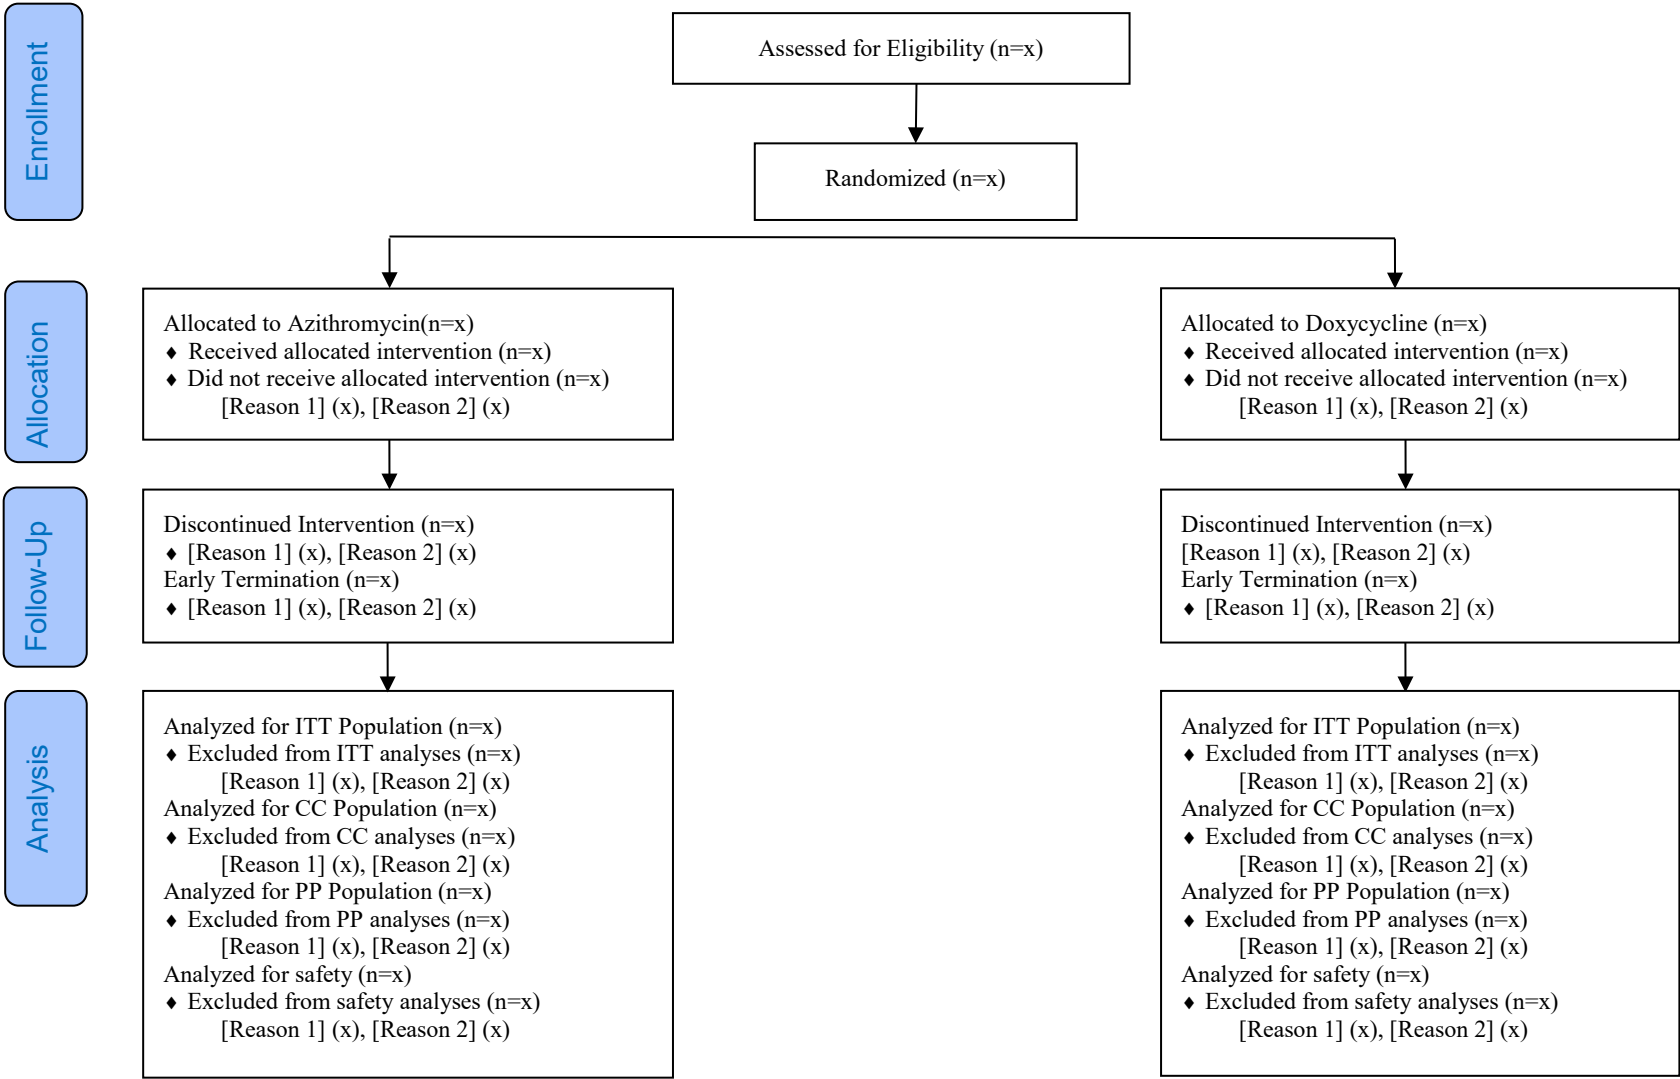 Enrollment
Assessed for Eligibility (n=x)
Randomized (n=x)
Allocation
Allocated to Azithromycin(n=x)
♦ Received allocated intervention (n=x)
♦ Did not receive allocated intervention (n=x)
[Reason 1] (x), [Reason 2] (x)
Allocated to Doxycycline (n=x)
♦ Received allocated intervention (n=x)
♦ Did not receive allocated intervention (n=x)
[Reason 1] (x), [Reason 2] (x)
Follow-Up
Discontinued Intervention (n=x)
♦ [Reason 1] (x), [Reason 2] (x)
Early Termination (n=x)
♦ [Reason 1] (x), [Reason 2] (x)
Discontinued Intervention (n=x)
[Reason 1] (x), [Reason 2] (x)
Early Termination (n=x)
♦ [Reason 1] (x), [Reason 2] (x)
Analysis
Analyzed for ITT Population (n=x)
♦ Excluded from ITT analyses (n=x)
[Reason 1] (x), [Reason 2] (x)
Analyzed for CC Population (n=x)
♦ Excluded from CC analyses (n=x)
[Reason 1] (x), [Reason 2] (x)
Analyzed for PP Population (n=x)
♦ Excluded from PP analyses (n=x)
[Reason 1] (x), [Reason 2] (x)
Analyzed for safety (n=x)
♦ Excluded from safety analyses (n=x)
[Reason 1] (x), [Reason 2] (x)
Analyzed for ITT Population (n=x)
♦ Excluded from ITT analyses (n=x)
[Reason 1] (x), [Reason 2] (x)
Analyzed for CC Population (n=x)
♦ Excluded from CC analyses (n=x)
[Reason 1] (x), [Reason 2] (x)
Analyzed for PP Population (n=x)
♦ Excluded from PP analyses (n=x)
[Reason 1] (x), [Reason 2] (x)
Analyzed for safety (n=x)
♦ Excluded from safety analyses (n=x)
[Reason 1] (x), [Reason 2] (x)